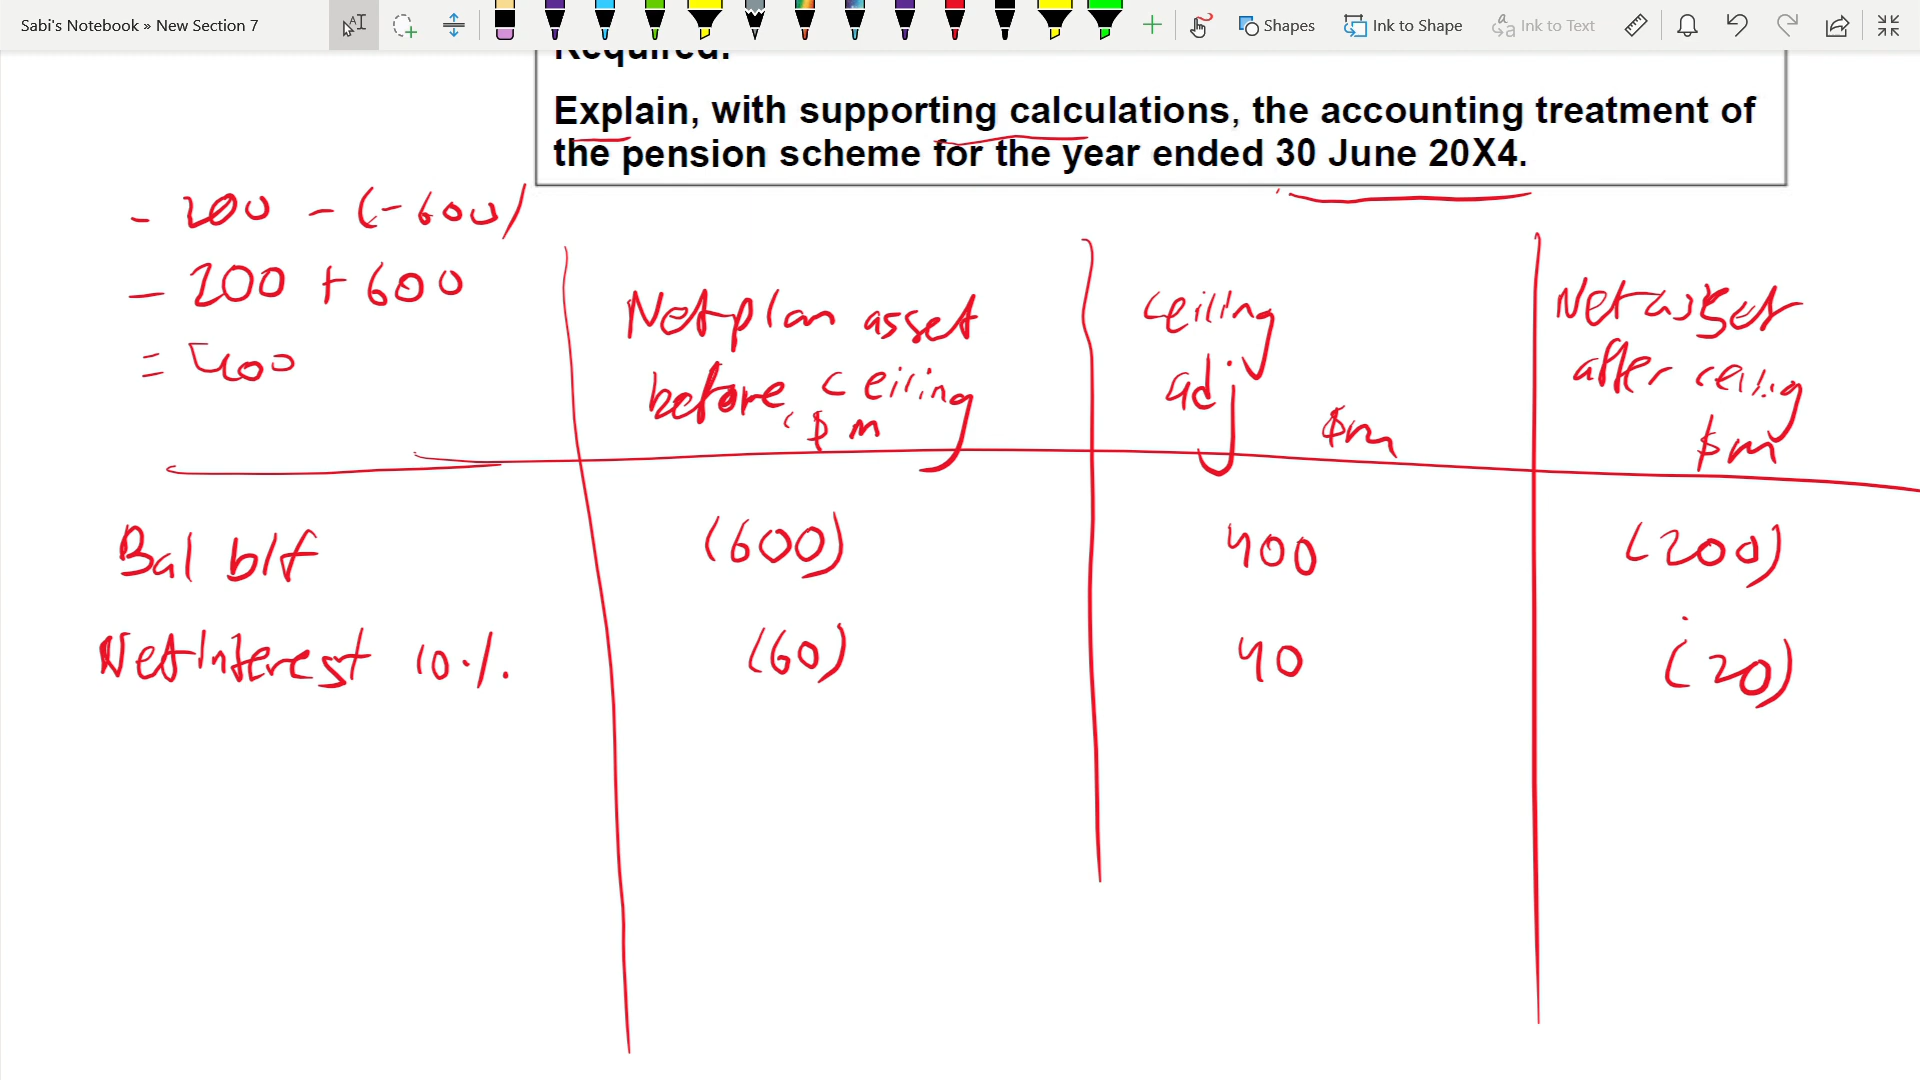 Sabi's Notebook » New Section 7
Shapes
Ink to Shape
Ink to Text
Required:
Explain, with supporting calculations, the accounting treatment of
the pension scheme for the year ended 30 June 20X4.
- 200 - (-600)
- 200 + 600
= 400
Net plan asset
before ceiling
$m
ceiling
adj
$m
Net asset
after ceiling
$m
Bal b/f (600) 400 (200)
Net interest 10%. (60) 40 (20)